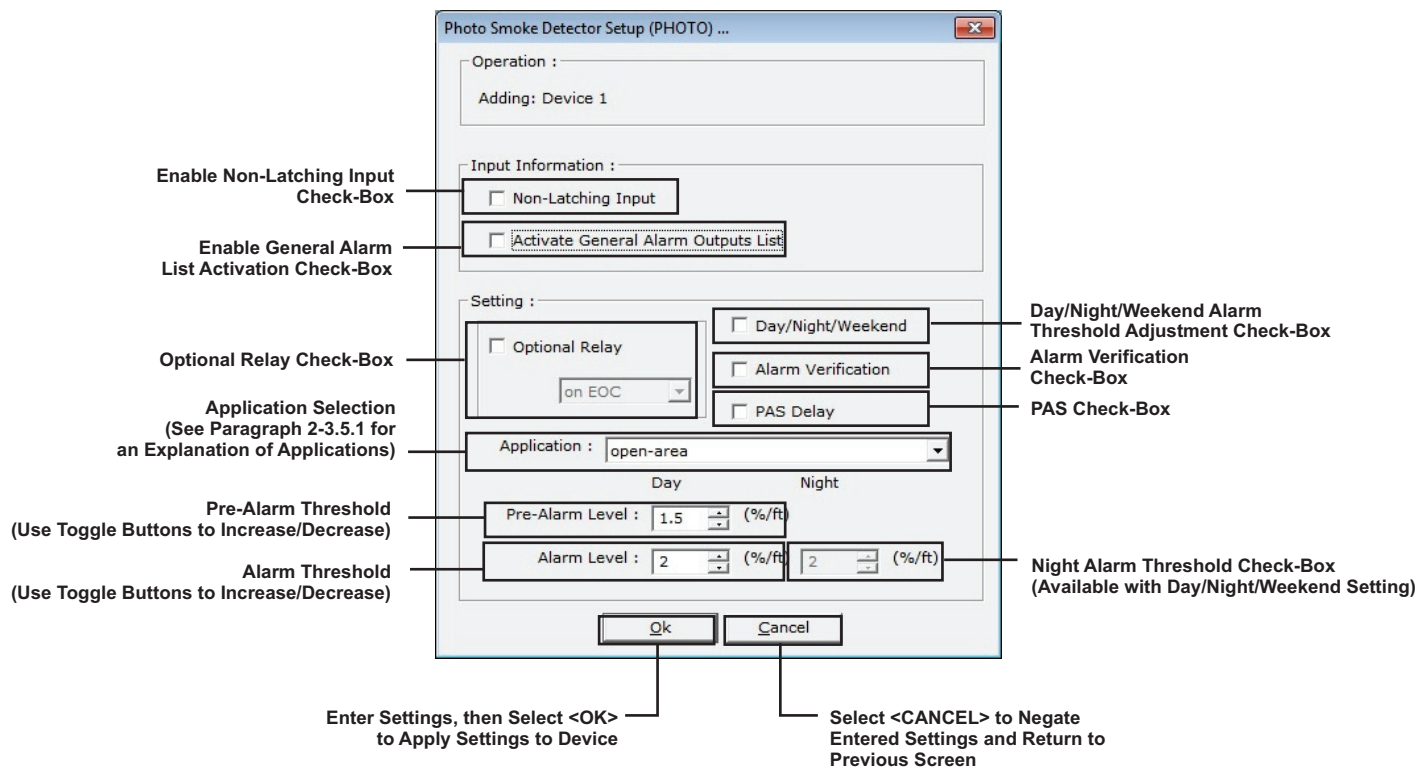 Photo Smoke Detector Setup (PHOTO) ...
Operation :
Adding: Device 1
Input Information :
Enable Non-Latching Input
Check-Box
Non-Latching Input
Enable General Alarm
List Activation Check-Box
Activate General Alarm Outputs List
Setting :
Optional Relay Check-Box
Optional Relay
on EOC
Day/Night/Weekend
Day/Night/Weekend Alarm
Threshold Adjustment Check-Box
Alarm Verification
Alarm Verification
Check-Box
PAS Delay
PAS Check-Box
Application Selection
(See Paragraph 2-3.5.1 for
an Explanation of Applications)
Application : open-area
Day Night
Pre-Alarm Threshold
(Use Toggle Buttons to Increase/Decrease)
Pre-Alarm Level : 1.5 (%/ft)
Alarm Threshold
(Use Toggle Buttons to Increase/Decrease)
Alarm Level : 2 (%/ft) 2 (%/ft)
Night Alarm Threshold Check-Box
(Available with Day/Night/Weekend Setting)
Ok Cancel
Enter Settings, then Select <OK>
to Apply Settings to Device
Select <CANCEL> to Negate
Entered Settings and Return to
Previous Screen